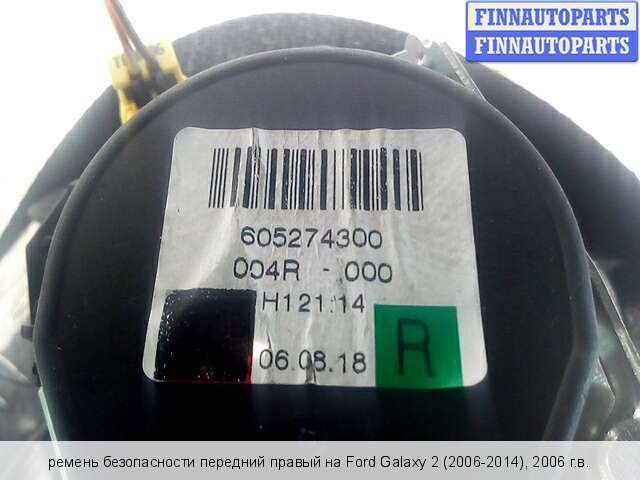 FINNAUTOPARTS
FINNAUTOPARTS
605274300
004R - 000
H121:14
06.08.18
R
ремень безопасности передний правый на Ford Galaxy 2 (2006-2014), 2006 г.в.